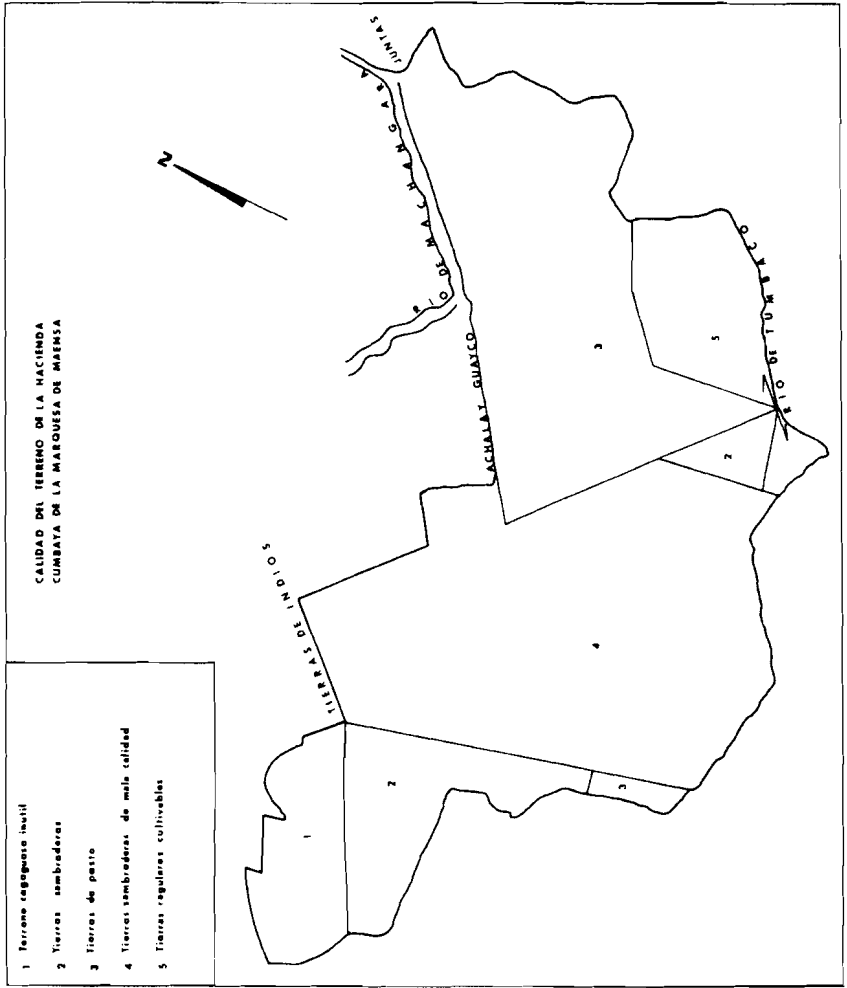 CALIDAD DEL TERRENO DE LA HACIENDA
CUMBAYA DE LA MARQUESA DE MAENSA
1 Terreno cagaguaso inutil
2 Tierras sembraderas
3 Tierras de pasto
4 Tierras sembraderas de mala calidad
5 Tierras regulares cultivables
N
JUNTAS
RIO DE MACHANGARA
ACHALAY GUAYCO
TIERRAS DE INDIOS
RIO DE TUMBACO
1
2
3
4
2
3
5